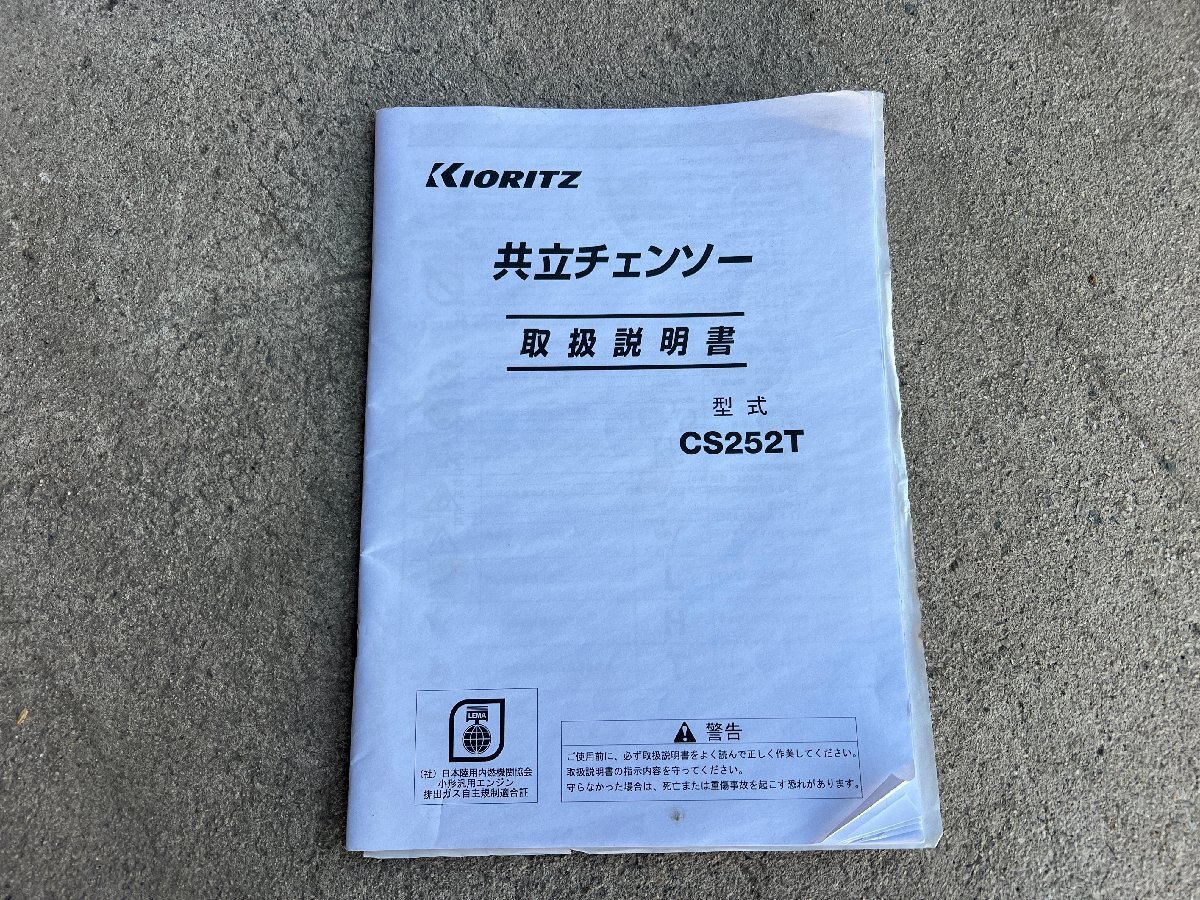 KIORITZ
共立チェンソー
取扱説明書
型式
CS252T
LEMA
(社)日本陸用内燃機関協会
小形汎用エンジン
排出ガス自主規制適合証
警告
ご使用前に、必ず取扱説明書をよく読んで正しく作業してください。
取扱説明書の指示内容を守ってください。
守らなかった場合は、死亡または重傷事故を起こす恐れがあります。